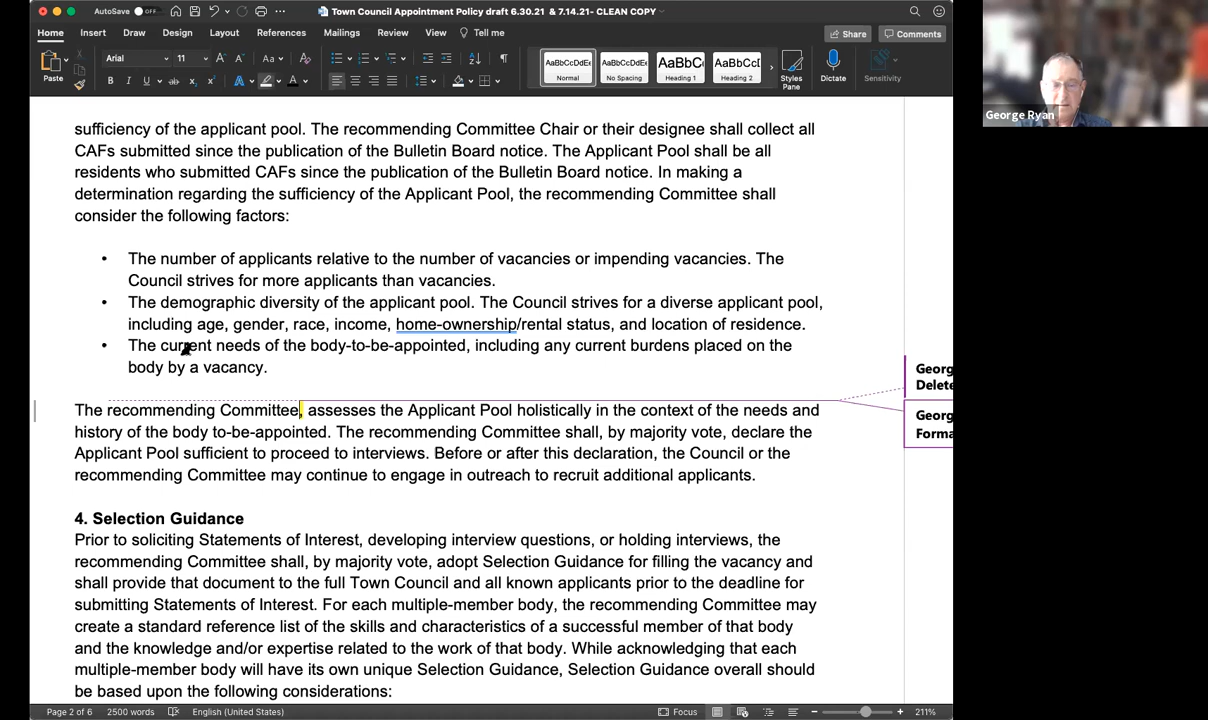 AutoSave OFF
Town Council Appointment Policy draft 6.30.21 & 7.14.21- CLEAN COPY
Home Insert Draw Design Layout References Mailings Review View Tell me Share Comments
Paste Arial 11 AaBbCcDdEe Normal AaBbCcDdEe No Spacing AaBbCc Heading 1 AaBbCcD Heading 2 Styles Pane Dictate Sensitivity
George Ryan
sufficiency of the applicant pool. The recommending Committee Chair or their designee shall collect all
CAFs submitted since the publication of the Bulletin Board notice. The Applicant Pool shall be all
residents who submitted CAFs since the publication of the Bulletin Board notice. In making a
determination regarding the sufficiency of the Applicant Pool, the recommending Committee shall
consider the following factors:
• The number of applicants relative to the number of vacancies or impending vacancies. The
Council strives for more applicants than vacancies.
• The demographic diversity of the applicant pool. The Council strives for a diverse applicant pool,
including age, gender, race, income, home-ownership/rental status, and location of residence.
• The current needs of the body-to-be-appointed, including any current burdens placed on the
body by a vacancy.
Georg
Delete
The recommending Committee, assesses the Applicant Pool holistically in the context of the needs and
Georg
Forma
history of the body to-be-appointed. The recommending Committee shall, by majority vote, declare the
Applicant Pool sufficient to proceed to interviews. Before or after this declaration, the Council or the
recommending Committee may continue to engage in outreach to recruit additional applicants.
4. Selection Guidance
Prior to soliciting Statements of Interest, developing interview questions, or holding interviews, the
recommending Committee shall, by majority vote, adopt Selection Guidance for filling the vacancy and
shall provide that document to the full Town Council and all known applicants prior to the deadline for
submitting Statements of Interest. For each multiple-member body, the recommending Committee may
create a standard reference list of the skills and characteristics of a successful member of that body
and the knowledge and/or expertise related to the work of that body. While acknowledging that each
multiple-member body will have its own unique Selection Guidance, Selection Guidance overall should
be based upon the following considerations:
Page 2 of 6 2500 words English (United States) Focus 211%